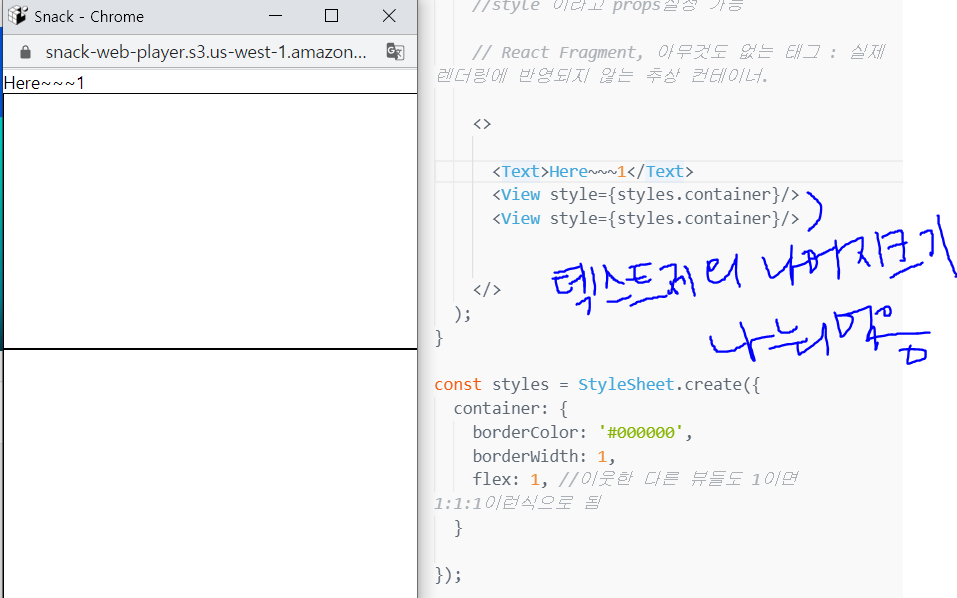 Snack - Chrome
snack-web-player.s3.us-west-1.amazon...
Here~~~1
//style 이라고 props설정 가능
// React Fragment, 아무것도 없는 태그 : 실제
렌더링에 반영되지 않는 추상 컨테이너.
<>
<Text>Here~~~1</Text>
<View style={styles.container}/>
<View style={styles.container}/>
</>
);
}
텍스트제외 나머지크기
나눠먹음
const styles = StyleSheet.create({
container: {
borderColor: '#000000',
borderWidth: 1,
flex: 1, //이웃한 다른 뷰들도 1이면
1:1:1이런식으로 됨
}
});